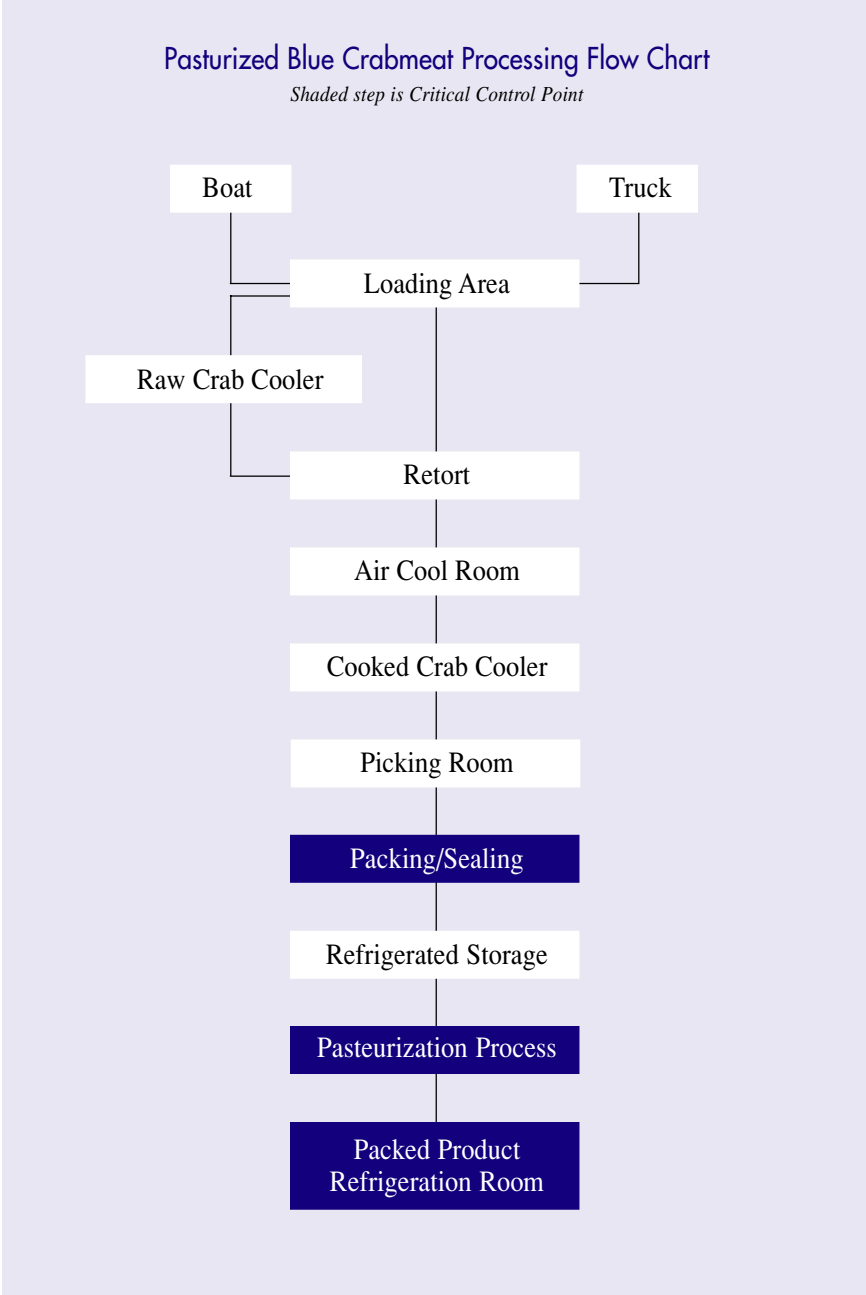 Pasturized Blue Crabmeat Processing Flow Chart
Shaded step is Critical Control Point
Boat
Truck
Loading Area
Raw Crab Cooler
Retort
Air Cool Room
Cooked Crab Cooler
Picking Room
Packing/Sealing
Refrigerated Storage
Pasteurization Process
Packed Product
Refrigeration Room